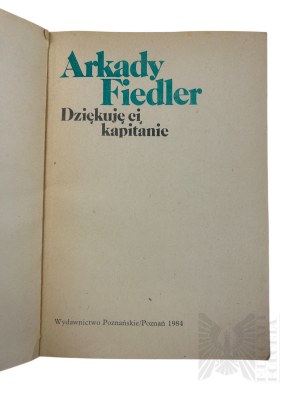 Arkady
Fiedler
Dziękuję ci
kapitanie
Wydawnictwo Poznańskie/Poznań 1984